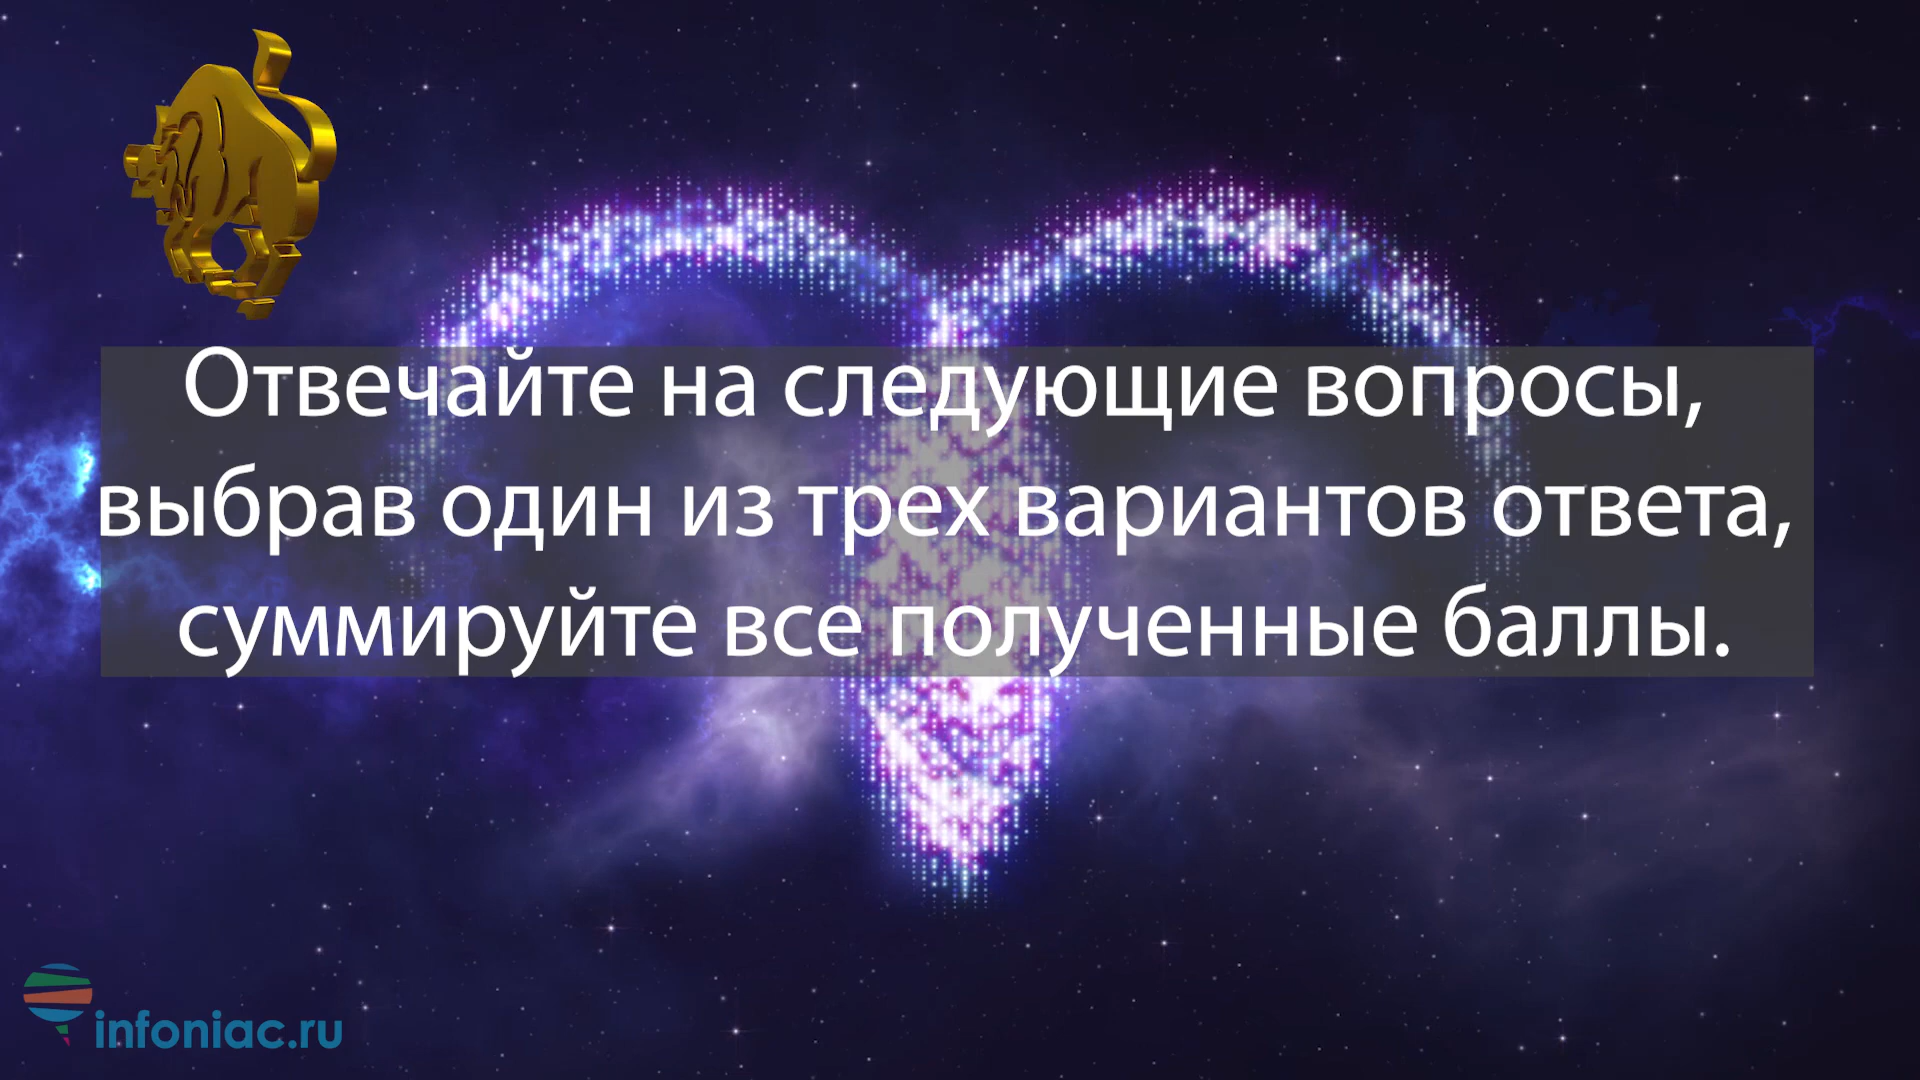 Отвечайте на следующие вопросы,
выбрав один из трех вариантов ответа,
суммируйте все полученные баллы.
infoniac.ru